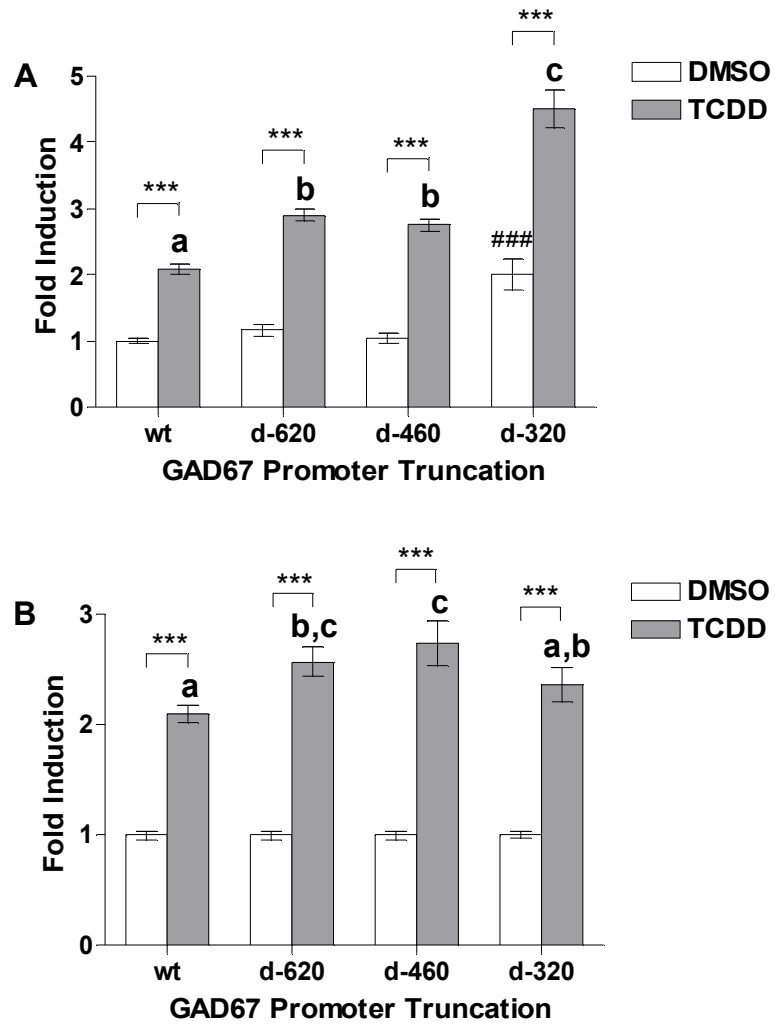 A
Fold Induction
5
4
3
2
1
0
***
***
***
***
a
b
b
###
c
wt
d-620
d-460
d-320
GAD67 Promoter Truncation
DMSO
TCDD
B
Fold Induction
3
2
1
0
***
***
***
***
a
b,c
c
a,b
wt
d-620
d-460
d-320
GAD67 Promoter Truncation
DMSO
TCDD